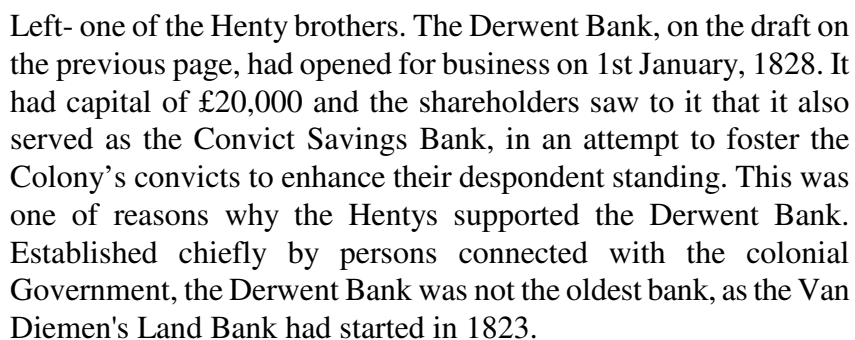 Left- one of the Henty brothers. The Derwent Bank, on the draft on
the previous page, had opened for business on 1st January, 1828. It
had capital of £20,000 and the shareholders saw to it that it also
served as the Convict Savings Bank, in an attempt to foster the
Colony’s convicts to enhance their despondent standing. This was
one of reasons why the Hentys supported the Derwent Bank.
Established chiefly by persons connected with the colonial
Government, the Derwent Bank was not the oldest bank, as the Van
Diemen's Land Bank had started in 1823.